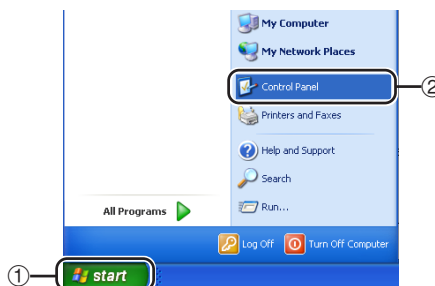 My Computer
My Network Places
Control Panel
②
Printers and Faxes
Help and Support
Search
All Programs
Run...
Log Off
Turn Off Computer
①
start